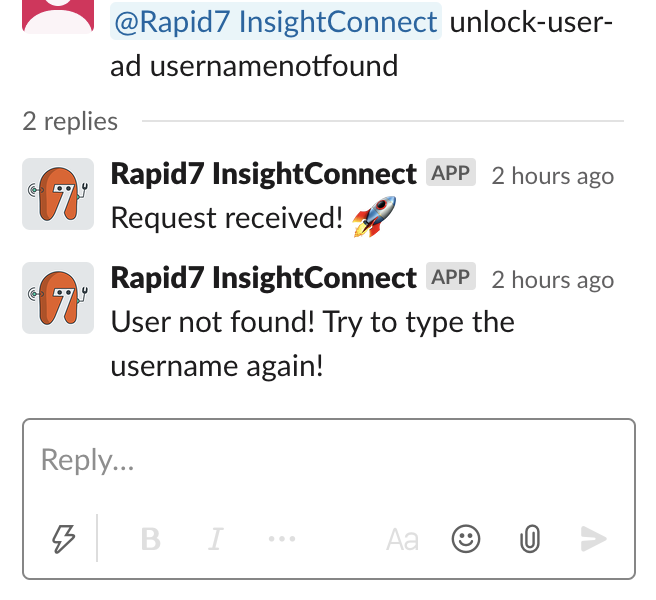 @Rapid7 InsightConnect unlock-user-
ad usernamenotfound
2 replies
Rapid7 InsightConnect APP 2 hours ago
Request received! 🚀
Rapid7 InsightConnect APP 2 hours ago
User not found! Try to type the
username again!
Reply...
B I ... Aa